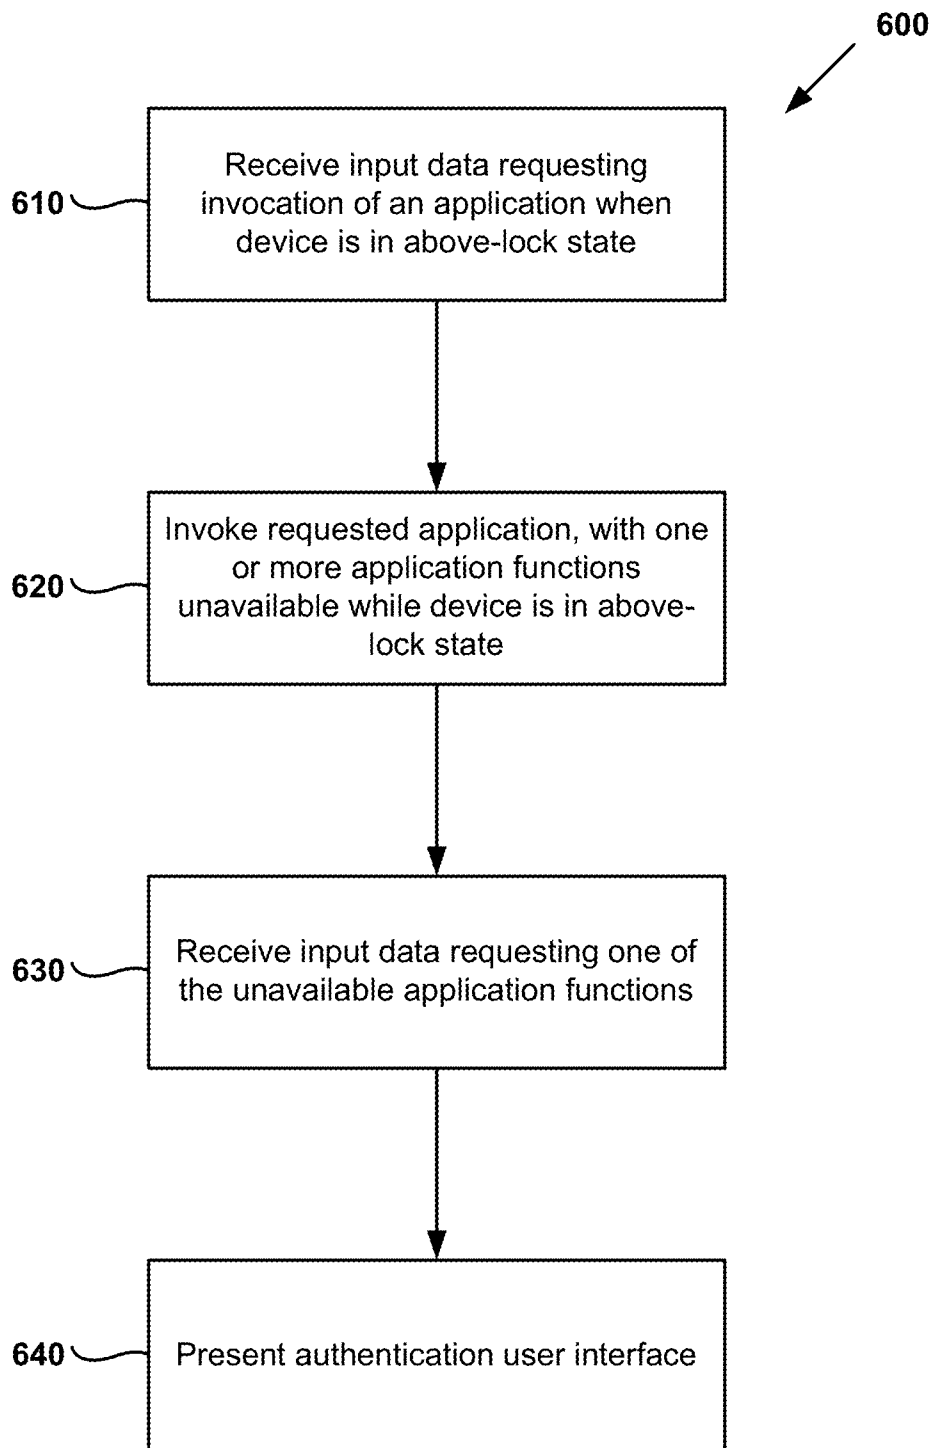 600
610
Receive input data requesting
invocation of an application when
device is in above-lock state
620
Invoke requested application, with one
or more application functions
unavailable while device is in above-
lock state
630
Receive input data requesting one of
the unavailable application functions
640
Present authentication user interface